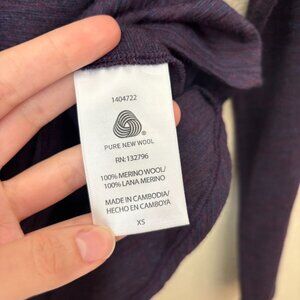 1404722
PURE NEW WOOL
RN: 132796
100% MERINO WOOL/
100% LANA MERINO
MADE IN CAMBODIA/
HECHO EN CAMBOYA
XS